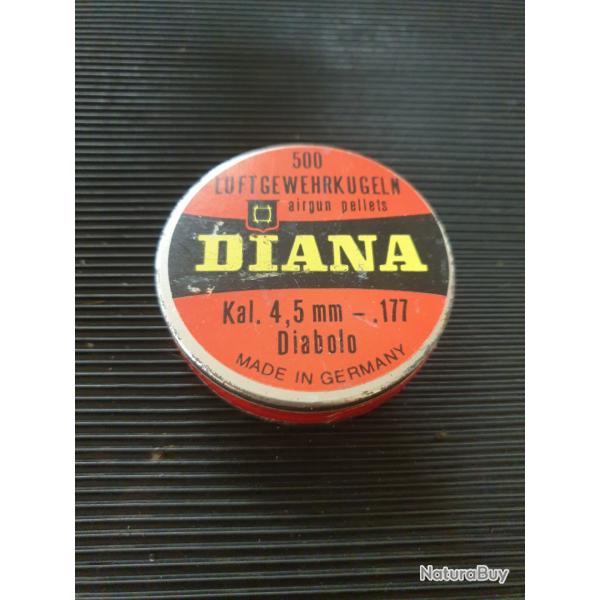 500
LUFTGEWEHRKUGELN
airgun pellets
DIANA
Kal. 4,5 mm - .177
Diabolo
MADE IN GERMANY
NaturaBuy